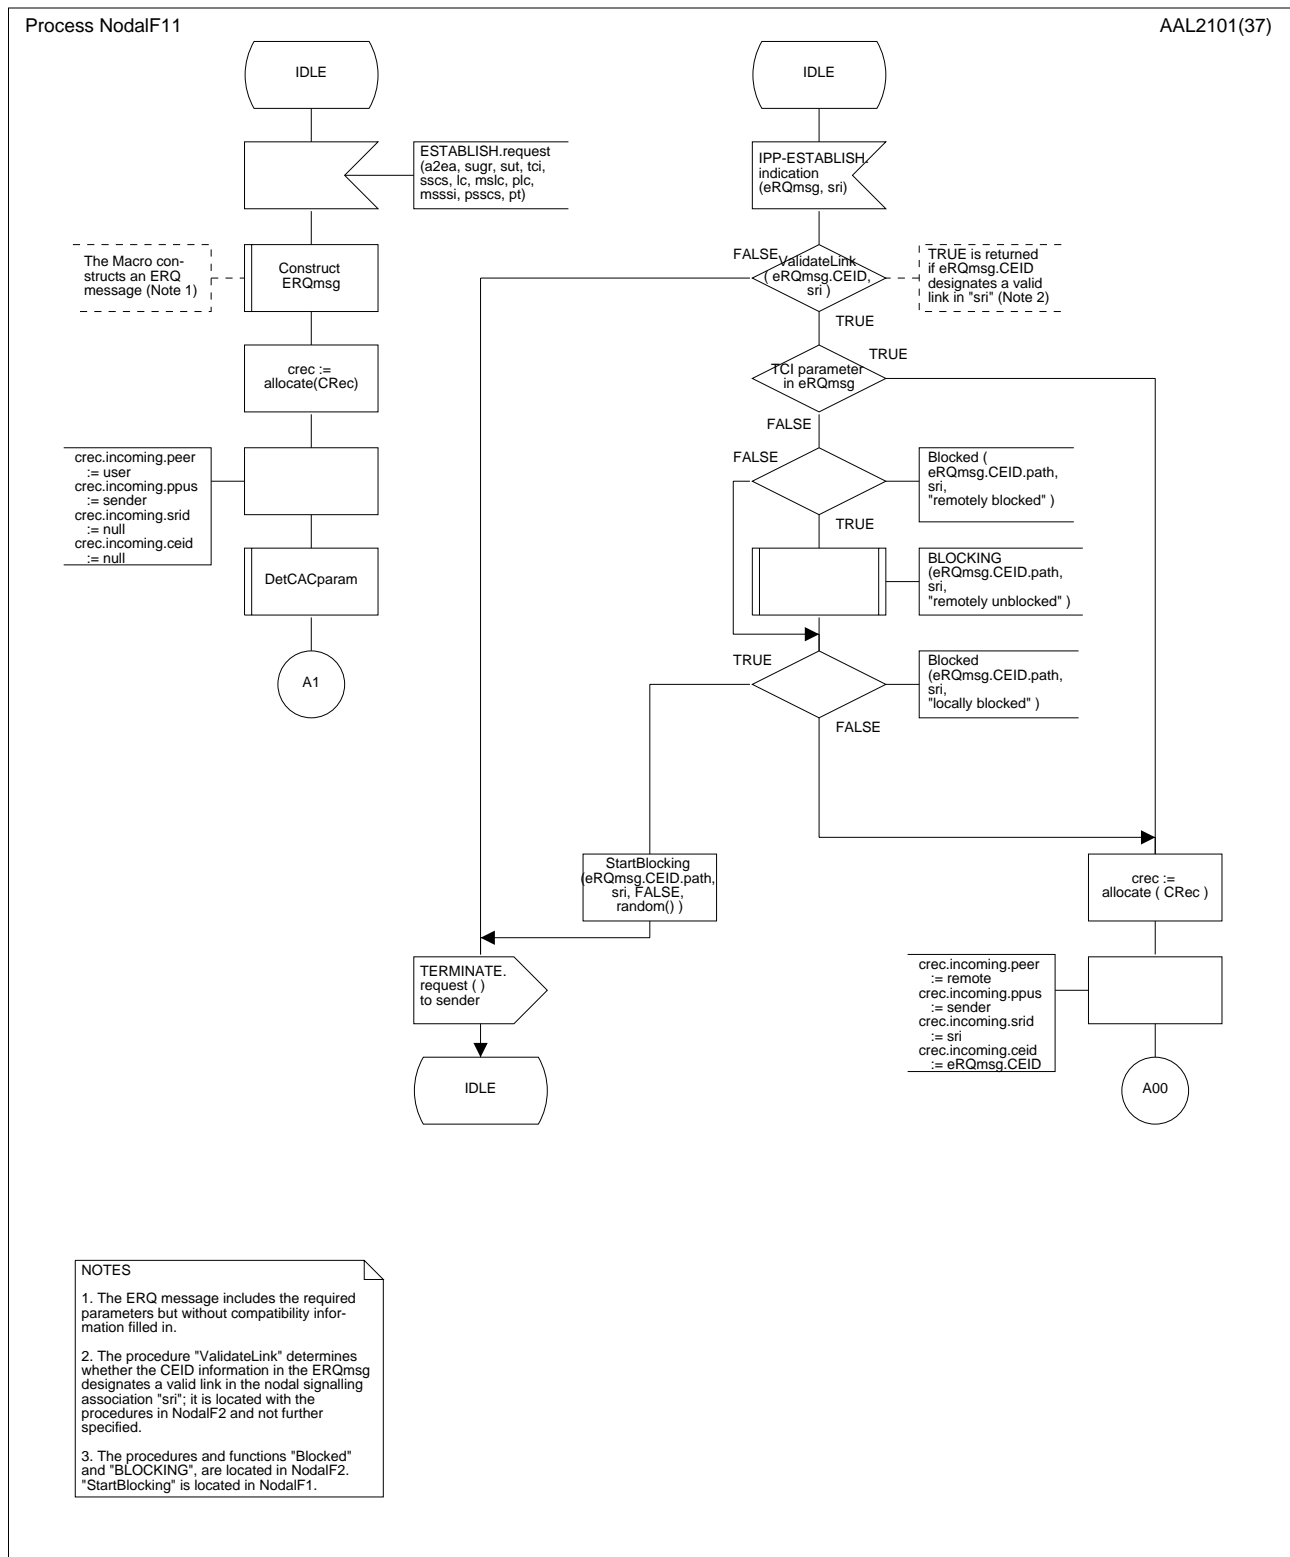 Process NodalF11
AAL2101(37)
IDLE
ESTABLISH.request
(a2ea, sugr, sut, tci,
sscs, lc, mslc, plc,
msssi, psscs, pt)
The Macro con-
structs an ERQ
message (Note 1)
Construct
ERQmsg
crec :=
allocate(CRec)
crec.incoming.peer
:= user
crec.incoming.ppus
:= sender
crec.incoming.srid
:= null
crec.incoming.ceid
:= null
DetCACparam
A1
IDLE
IPP-ESTABLISH.
indication
(eRQmsg, sri)
FALSE
ValidateLink
( eRQmsg.CEID,
sri )
TRUE is returned
if eRQmsg.CEID
designates a valid
link in "sri" (Note 2)
TRUE
TRUE
TCI parameter
in eRQmsg
FALSE
FALSE
Blocked (
eRQmsg.CEID.path,
sri,
"remotely blocked" )
TRUE
BLOCKING
(eRQmsg.CEID.path,
sri,
"remotely unblocked" )
TRUE
Blocked
(eRQmsg.CEID.path,
sri,
"locally blocked" )
FALSE
StartBlocking
(eRQmsg.CEID.path,
sri, FALSE,
random() )
crec :=
allocate ( CRec )
TERMINATE.
request ( )
to sender
crec.incoming.peer
:= remote
crec.incoming.ppus
:= sender
crec.incoming.srid
:= sri
crec.incoming.ceid
:= eRQmsg.CEID
IDLE
A00
NOTES
1. The ERQ message includes the required
parameters but without compatibility infor-
mation filled in.
2. The procedure "ValidateLink" determines
whether the CEID information in the ERQmsg
designates a valid link in the nodal signalling
association "sri"; it is located with the
procedures in NodalF2 and not further
specified.
3. The procedures and functions "Blocked"
and "BLOCKING", are located in NodalF2.
"StartBlocking" is located in NodalF1.